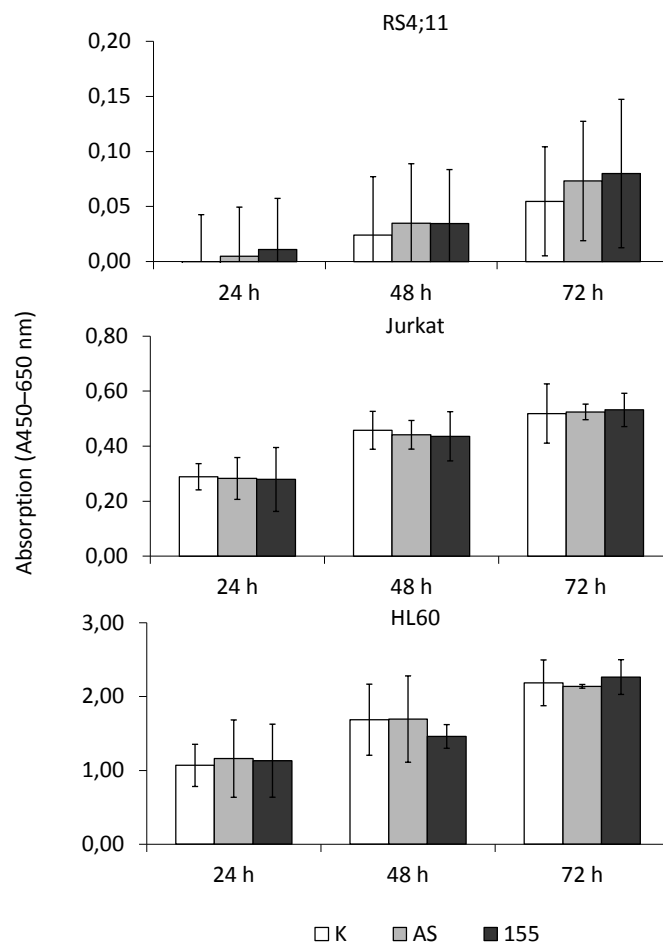 RS4;11
0,20
0,15
0,10
0,05
0,00
24 h 48 h 72 h
Jurkat
0,80
0,60
0,40
0,20
0,00
24 h 48 h 72 h
HL60
3,00
2,00
1,00
0,00
24 h 48 h 72 h
Absorption (A450–650 nm)
K AS 155